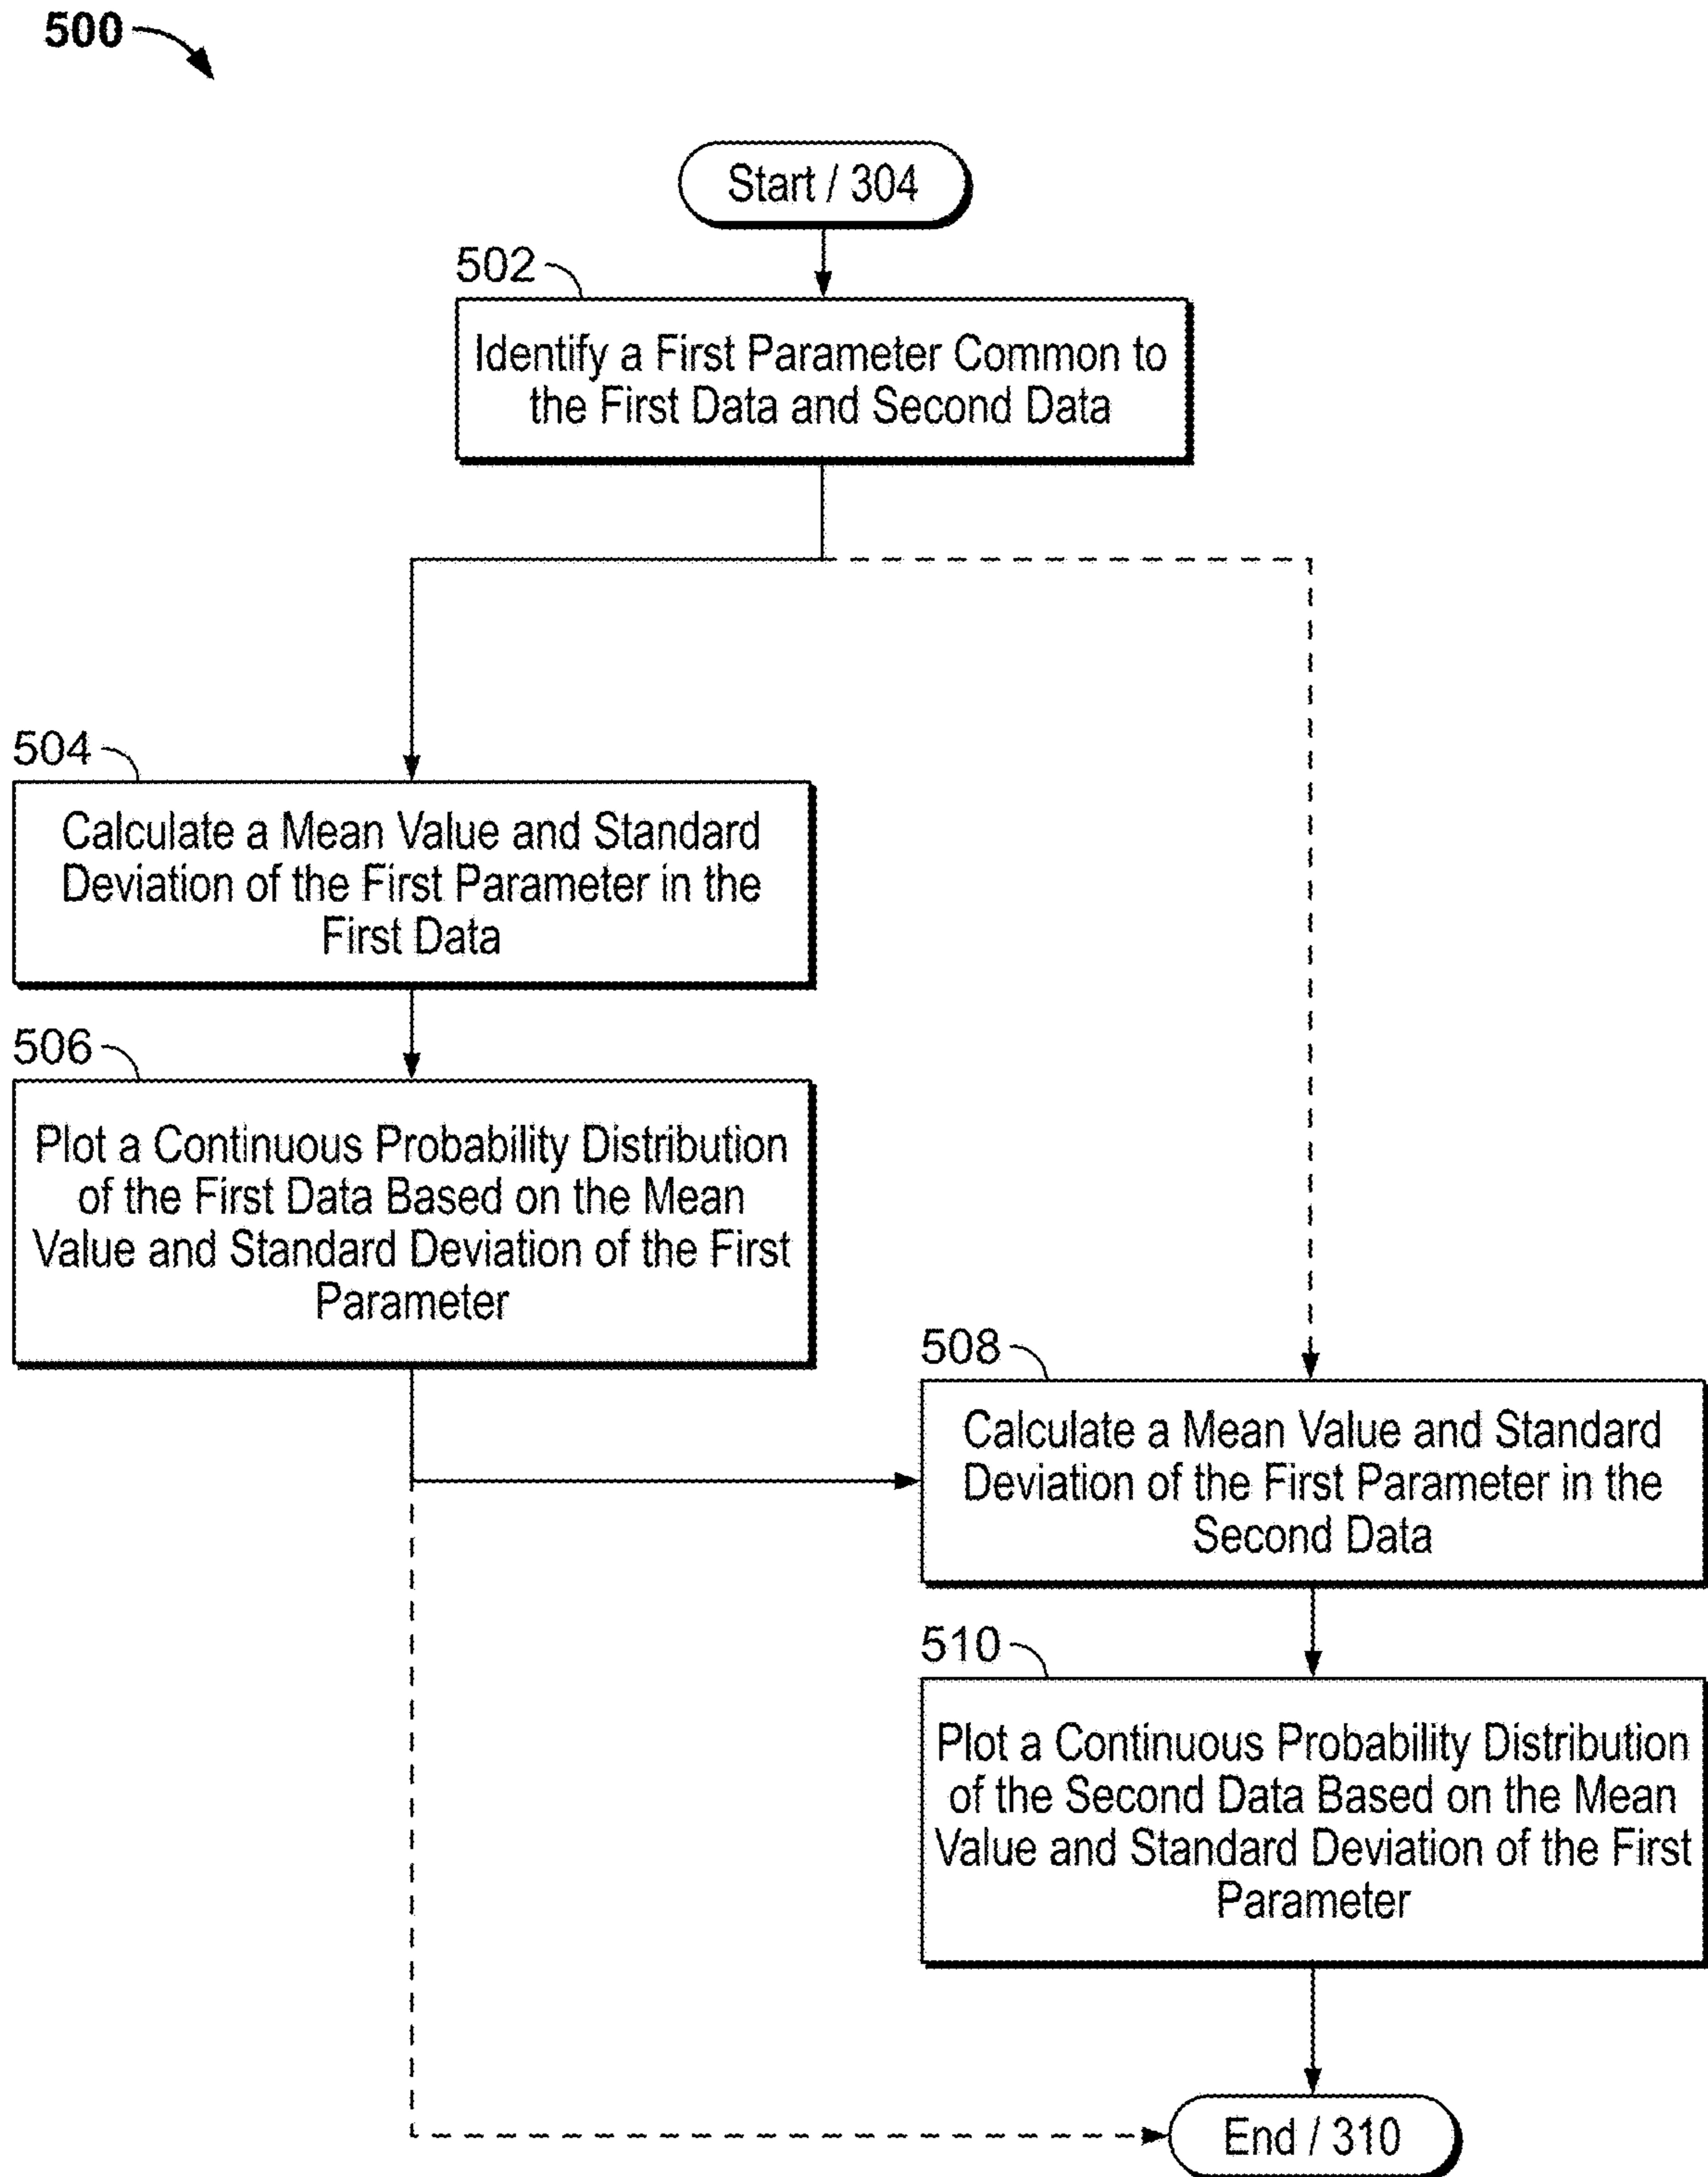 500
Start / 304
502
Identify a First Parameter Common to
the First Data and Second Data
504
Calculate a Mean Value and Standard
Deviation of the First Parameter in the
First Data
506
Plot a Continuous Probability Distribution
of the First Data Based on the Mean
Value and Standard Deviation of the First
Parameter
508
Calculate a Mean Value and Standard
Deviation of the First Parameter in the
Second Data
510
Plot a Continuous Probability Distribution
of the Second Data Based on the Mean
Value and Standard Deviation of the First
Parameter
End / 310